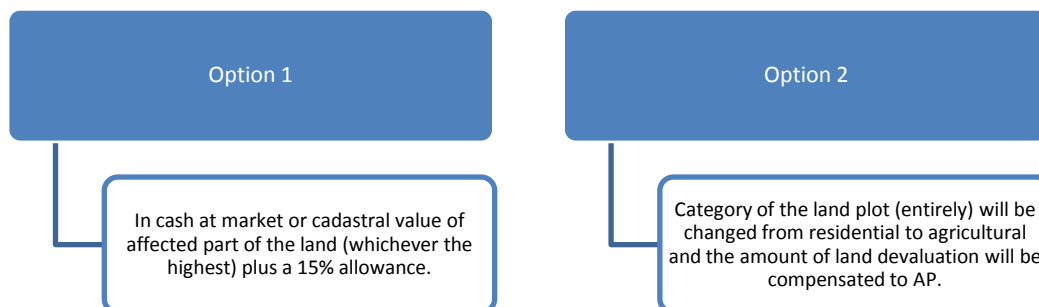 Option 1
In cash at market or cadastral value of
affected part of the land (whichever the
highest) plus a 15% allowance.
Option 2
Category of the land plot (entirely) will be
changed from residential to agricultural
and the amount of land devaluation will be
compensated to AP.